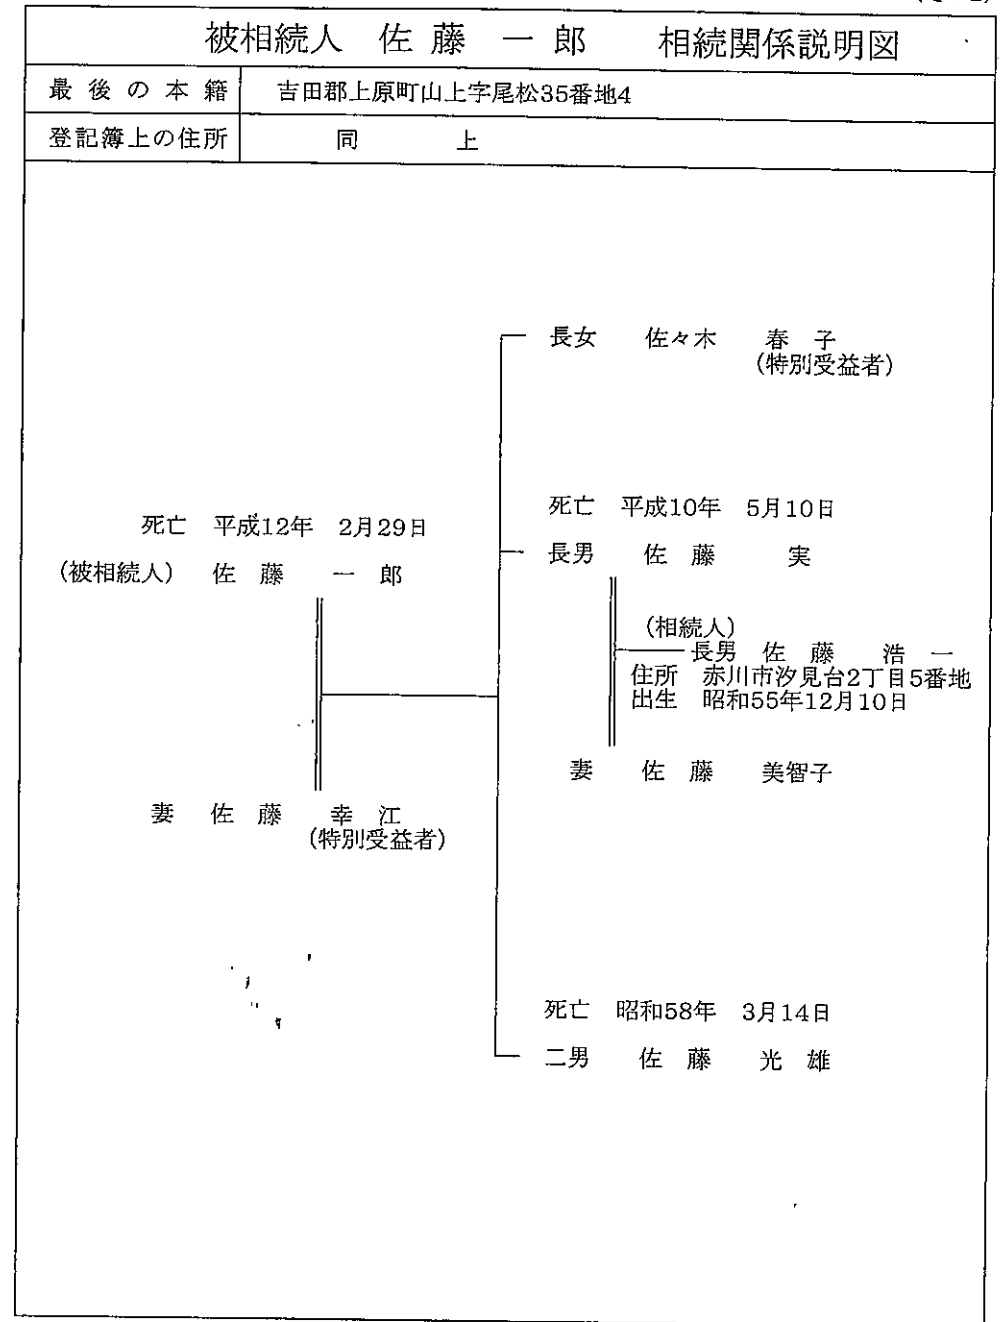 被相続人 佐藤一郎 相続関係説明図
最後の本籍 吉田郡上原町山上字尾松35番地4
登記簿上の住所 同上
長女 佐々木 春子
(特別受益者)
死亡 平成10年 5月10日
長男 佐藤 実
死亡 平成12年 2月29日
(被相続人) 佐藤 一郎
(相続人)
長男 佐藤 浩一
住所 赤川市汐見台2丁目5番地
出生 昭和55年12月10日
妻 佐藤 美智子
妻 佐藤 幸江
(特別受益者)
死亡 昭和58年 3月14日
二男 佐藤 光雄